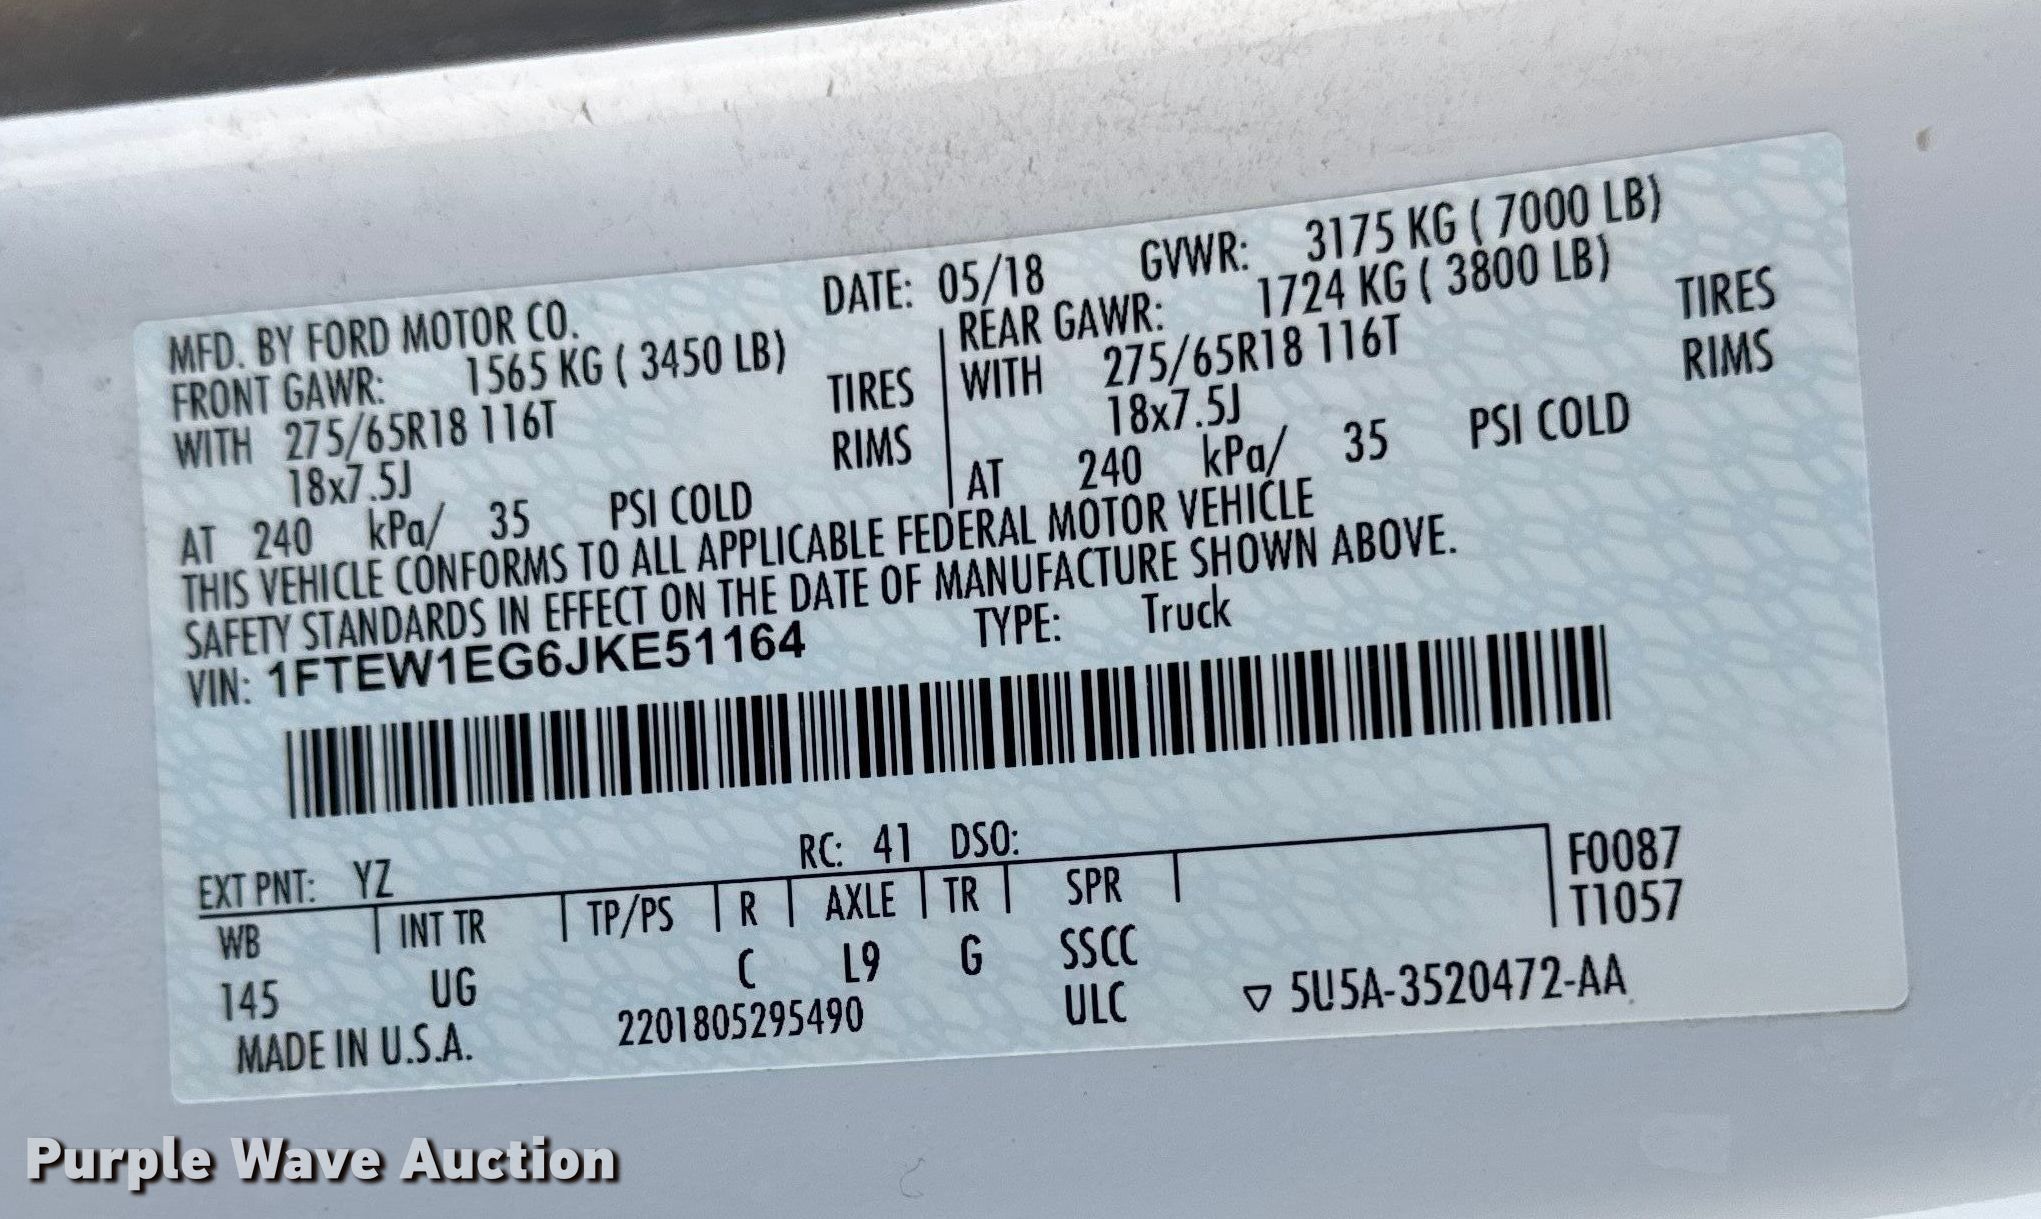 DATE: 05/18 GVWR: 3175 KG ( 7000 LB)
MFD. BY FORD MOTOR CO.
FRONT GAWR: 1565 KG ( 3450 LB)
WITH 275/65R18 116T TIRES
18x7.5J RIMS
AT 240 kPa/ 35 PSI COLD
REAR GAWR: 1724 KG ( 3800 LB)
WITH 275/65R18 116T TIRES
18x7.5J RIMS
AT 240 kPa/ 35 PSI COLD
THIS VEHICLE CONFORMS TO ALL APPLICABLE FEDERAL MOTOR VEHICLE
SAFETY STANDARDS IN EFFECT ON THE DATE OF MANUFACTURE SHOWN ABOVE.
VIN: 1FTEW1EG6JKE51164 TYPE: Truck
EXT PNT: YZ RC: 41 DSO:
WB INT TR TP/PS R AXLE TR SPR F0087
T1057
145 UG C L9 G SSCC
MADE IN U.S.A. 2201805295490 ULC ▽ 5U5A-3520472-AA
Purple Wave Auction